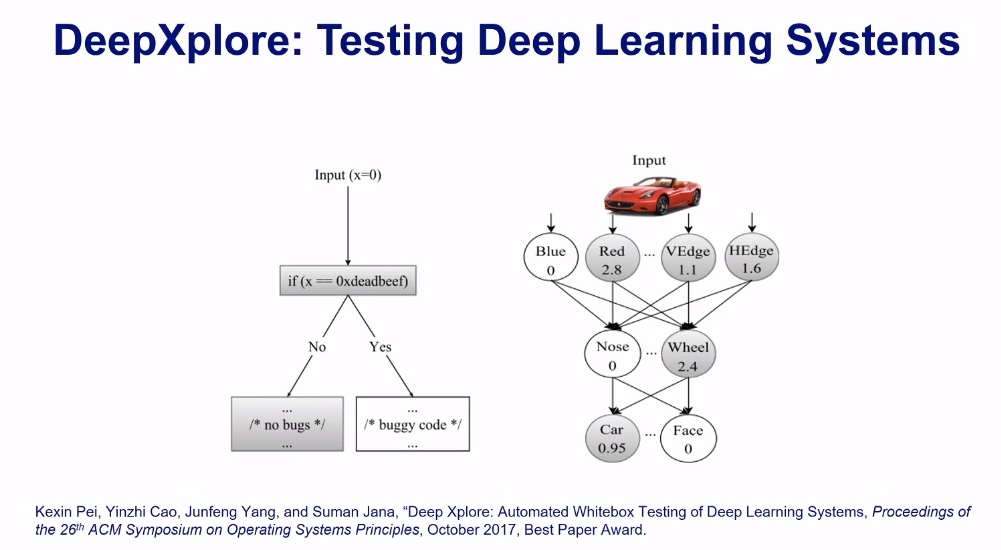 DeepXplore: Testing Deep Learning Systems
Input (x=0)
if (x == 0xdeadbeef)
No
Yes
...
/* no bugs */
...
...
/* buggy code */
...
Input
Blue
0
Red
2.8
...
VEdge
1.1
HEdge
1.6
Nose
0
...
Wheel
2.4
Car
0.95
...
Face
0
Kexin Pei, Yinzhi Cao, Junfeng Yang, and Suman Jana, “Deep Xplore: Automated Whitebox Testing of Deep Learning Systems, Proceedings of
the 26th ACM Symposium on Operating Systems Principles, October 2017, Best Paper Award.